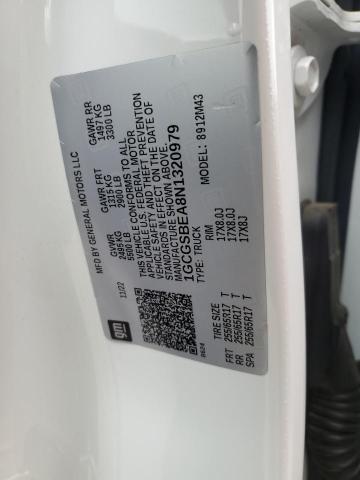 gm
MFD BY GENERAL MOTORS LLC
11/22
GVWR
2495 KG
5500 LB
GAWR FRT
1315 KG
2900 LB
GAWR RR
1497 KG
3300 LB
THIS VEHICLE CONFORMS TO ALL
APPLICABLE U.S. FEDERAL MOTOR
VEHICLE SAFETY AND THEFT PREVENTION
STANDARDS IN EFFECT ON THE DATE OF
MANUFACTURE SHOWN ABOVE.
1GCGSBEA8N1320979
TYPE: TRUCK
MODEL: 8912M43
TIRE SIZE RIM
FRT 255/65R17 T 17X8.0J
RR 255/65R17 T 17X8.0J
SPA 255/65R17 T 17X8J